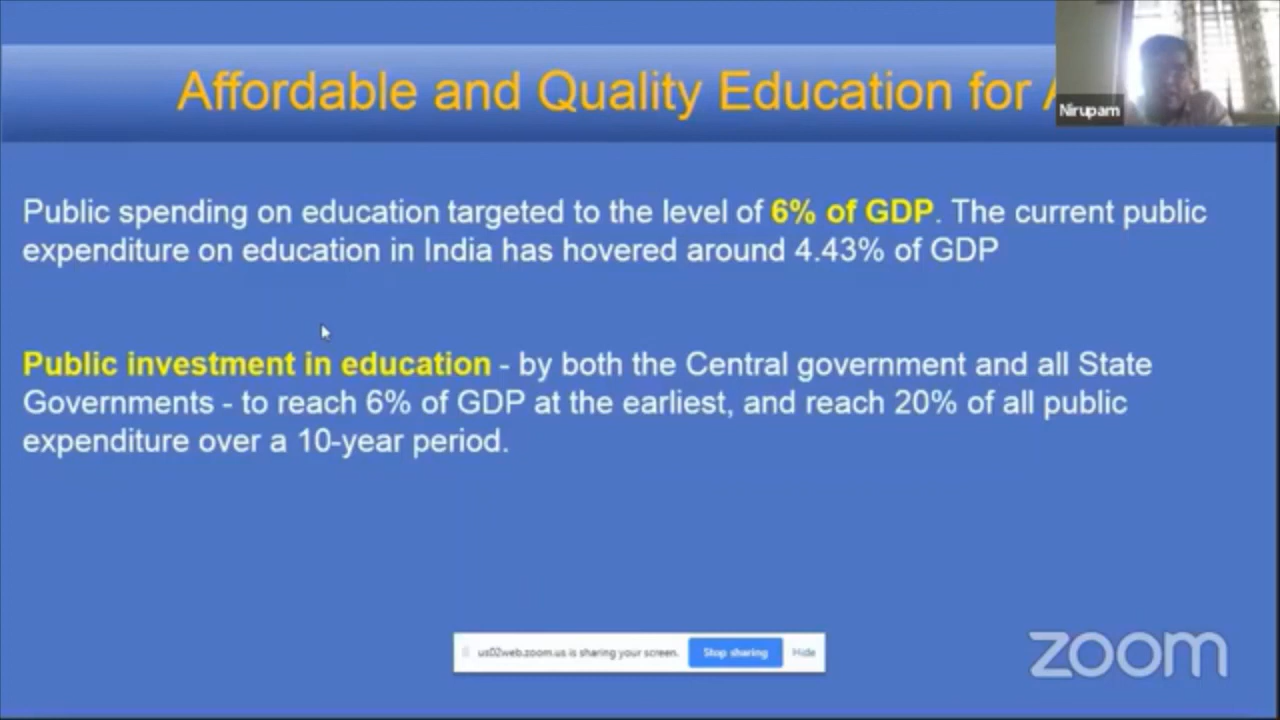 Affordable and Quality Education for A
Nirupam
Public spending on education targeted to the level of 6% of GDP. The current public
expenditure on education in India has hovered around 4.43% of GDP
Public investment in education - by both the Central government and all State
Governments - to reach 6% of GDP at the earliest, and reach 20% of all public
expenditure over a 10-year period.
us02web.zoom.us is sharing your screen. Stop sharing Hide
zoom